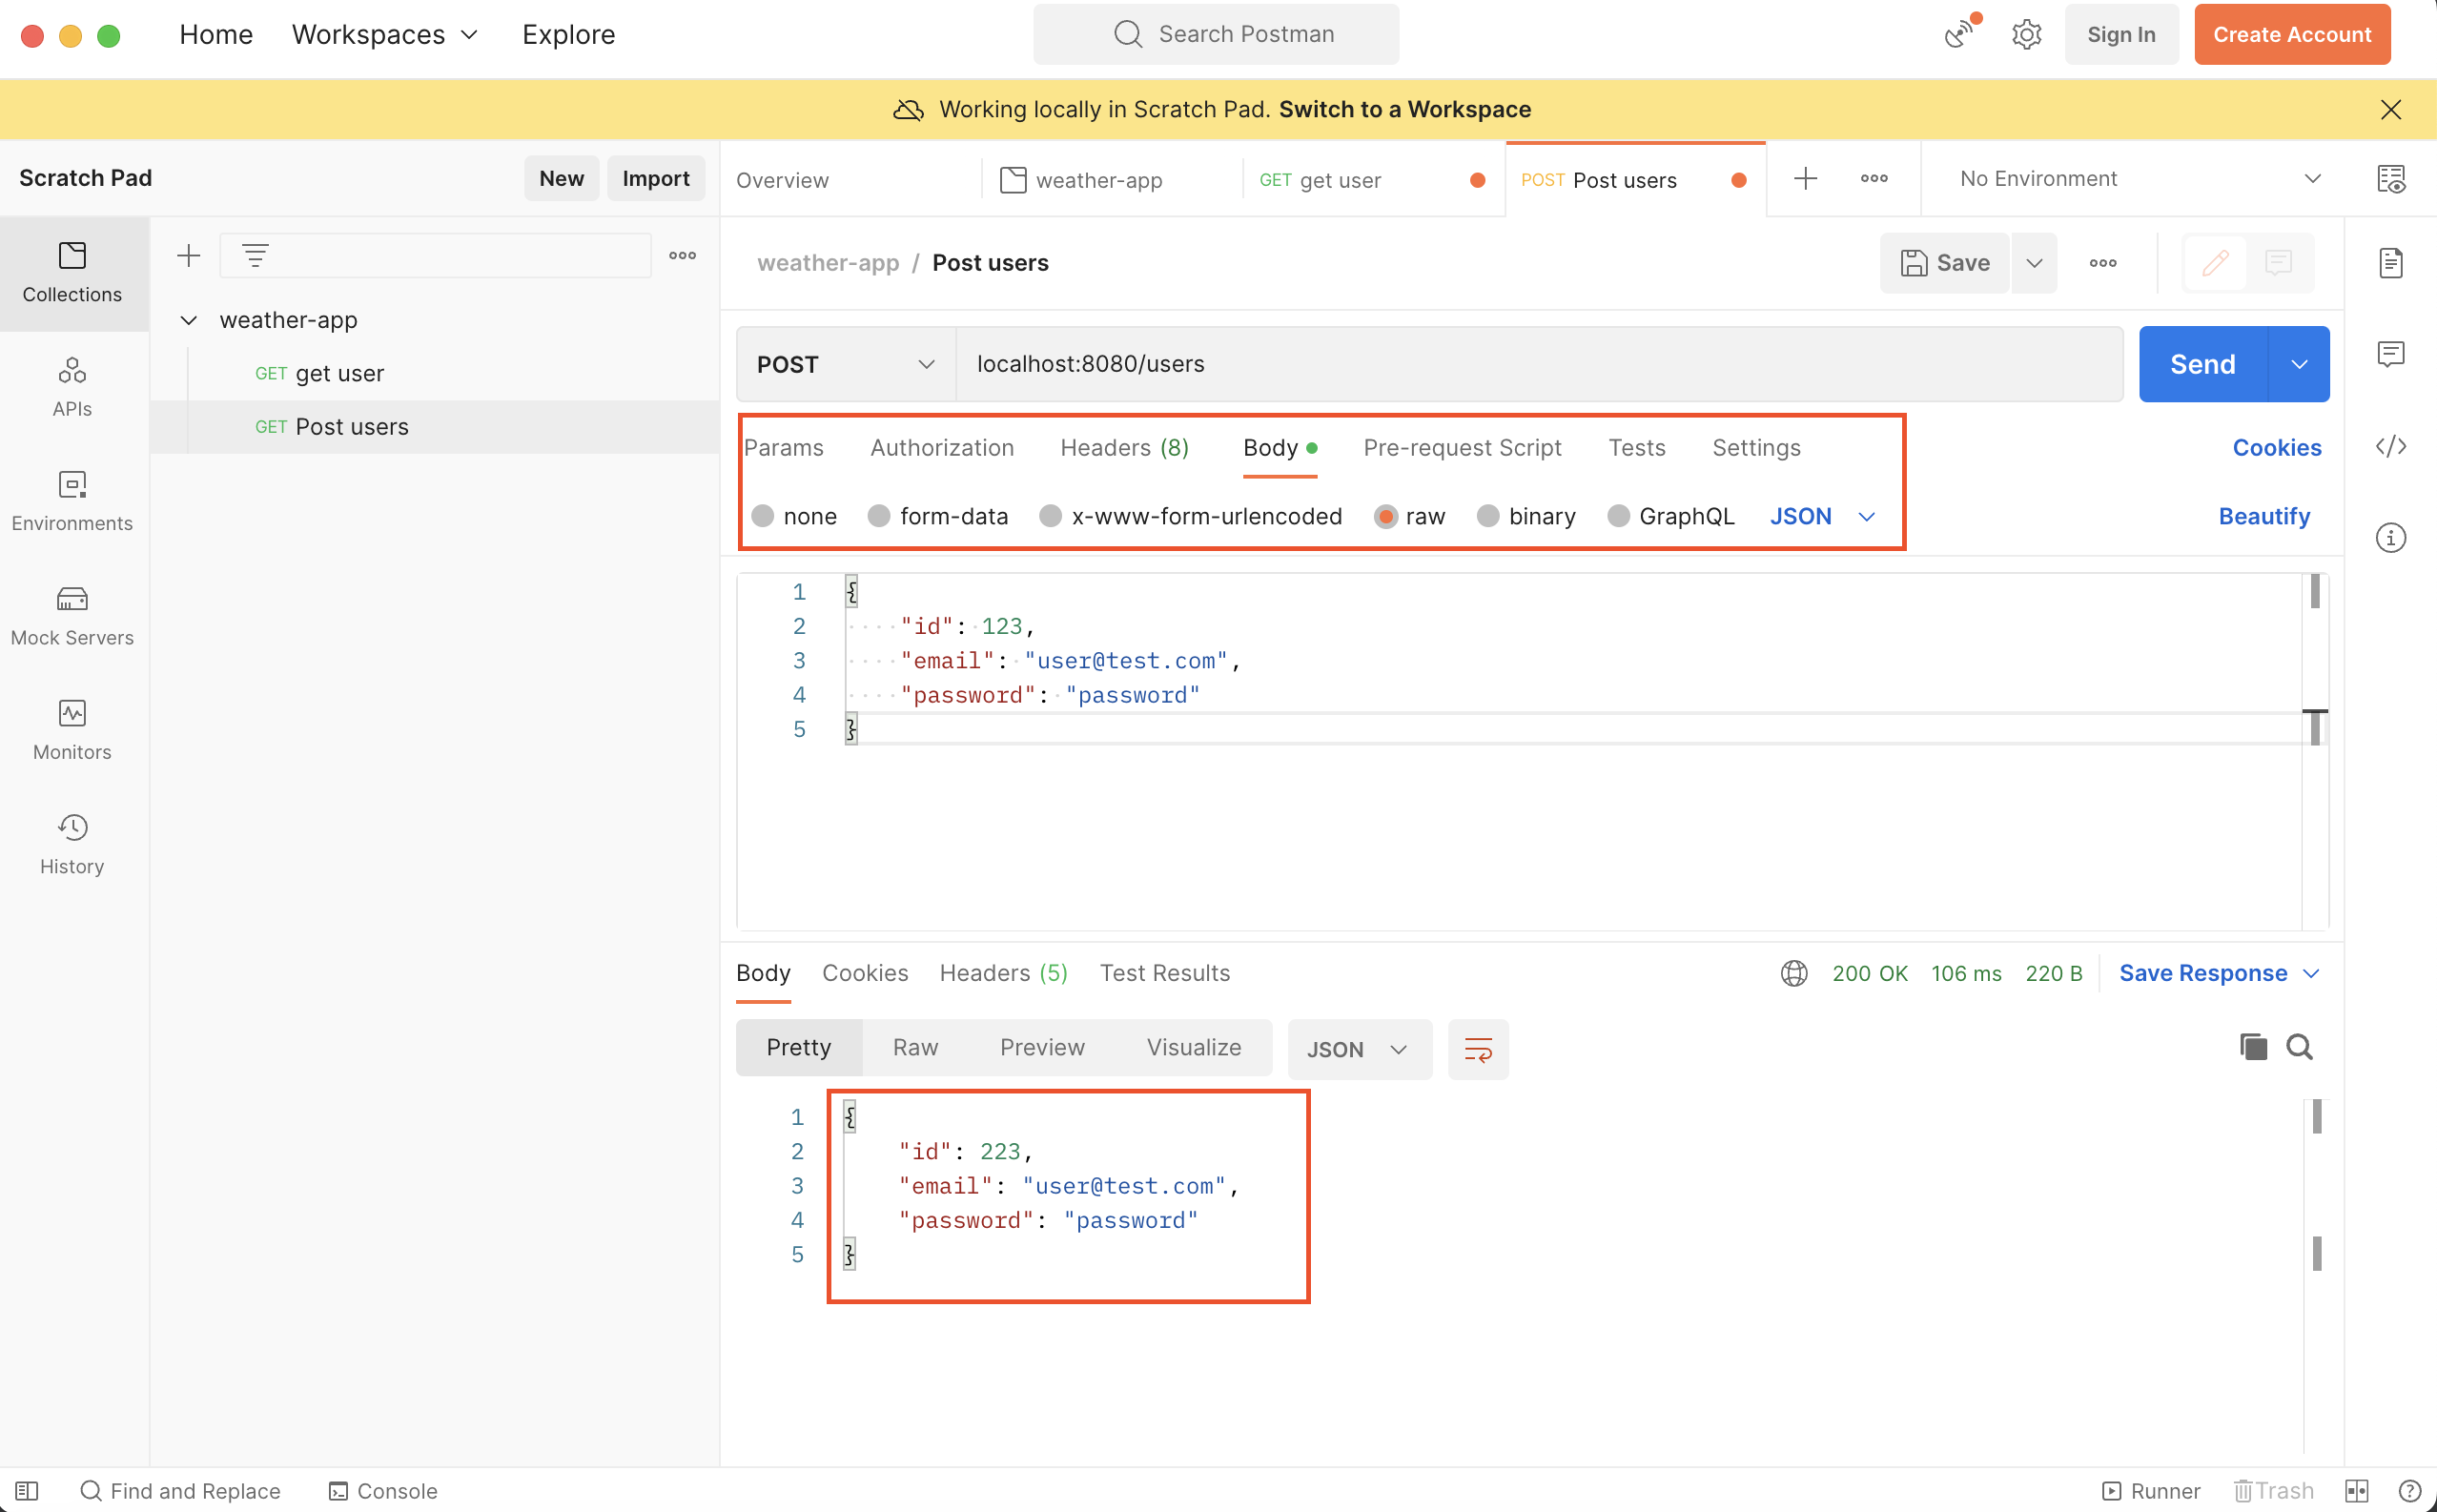 Home Workspaces Explore Search Postman Sign In Create Account
Working locally in Scratch Pad. Switch to a Workspace
Scratch Pad New Import Overview weather-app GET get user POST Post users No Environment
Collections
APIs
Environments
Mock Servers
Monitors
History
weather-app
GET get user
GET Post users
weather-app / Post users Save
POST localhost:8080/users Send
Params Authorization Headers (8) Body Pre-request Script Tests Settings Cookies
none form-data x-www-form-urlencoded raw binary GraphQL JSON Beautify
1 {
2 "id": 123,
3 "email": "user@test.com",
4 "password": "password"
5 }
Body Cookies Headers (5) Test Results 200 OK 106 ms 220 B Save Response
Pretty Raw Preview Visualize JSON
1 {
2 "id": 223,
3 "email": "user@test.com",
4 "password": "password"
5 }
Find and Replace Console Runner Trash